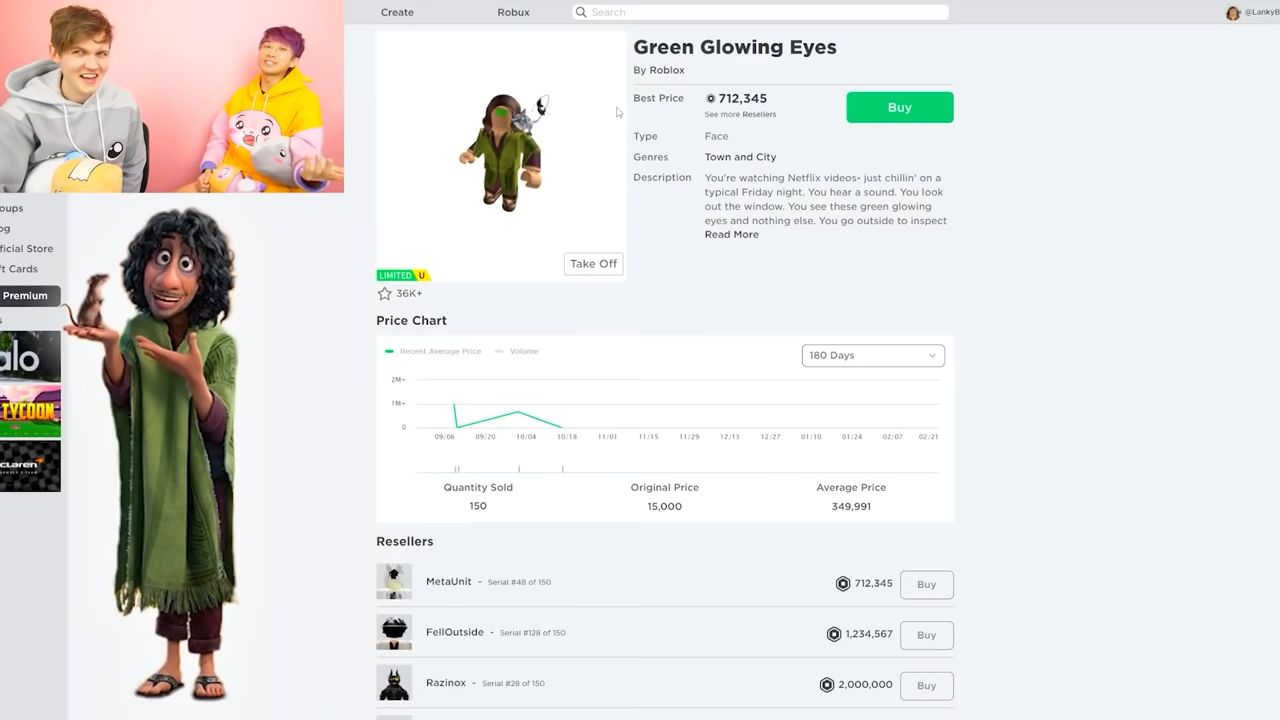 Create
Robux
Search
@LankyB
Green Glowing Eyes
By Roblox
Best Price
712,345
See more Resellers
Buy
Type
Face
Genres
Town and City
Description
You're watching Netflix videos- just chillin' on a
typical Friday night. You hear a sound. You look
out the window. You see these green glowing
eyes and nothing else. You go outside to inspect
Read More
Take Off
LIMITED U
36K+
oups
og
ficial Store
ft Cards
Premium
s
alo
TYCOON
claren
Price Chart
Recent Average Price
Volume
180 Days
2M+
1M+
0
09/06 09/20 10/04 10/18 11/01 11/15 11/29 12/13 12/27 01/10 01/24 02/07 02/21
Quantity Sold
150
Original Price
15,000
Average Price
349,991
Resellers
MetaUnit - Serial #48 of 150
712,345
Buy
FellOutside - Serial #128 of 150
1,234,567
Buy
Razinox - Serial #28 of 150
2,000,000
Buy